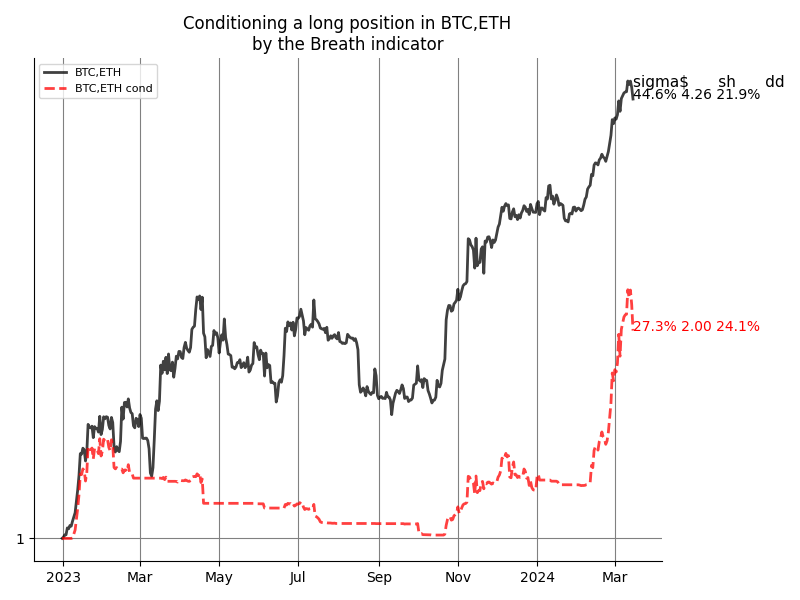 Conditioning a long position in BTC,ETH
by the Breath indicator
BTC,ETH
BTC,ETH cond
sigma$ sh dd
44.6% 4.26 21.9%
27.3% 2.00 24.1%
1
2023 Mar May Jul Sep Nov 2024 Mar